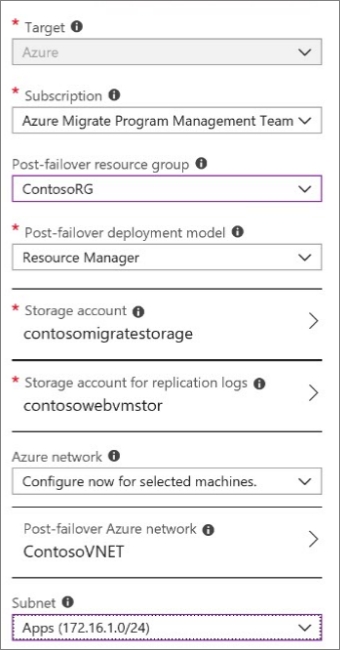 * Target
Azure
* Subscription
Azure Migrate Program Management Team
Post-failover resource group
ContosoRG
* Post-failover deployment model
Resource Manager
* Storage account
contosomigratestorage
* Storage account for replication logs
contosowebvmstor
Azure network
Configure now for selected machines.
Post-failover Azure network
ContosoVNET
Subnet
Apps (172.16.1.0/24)